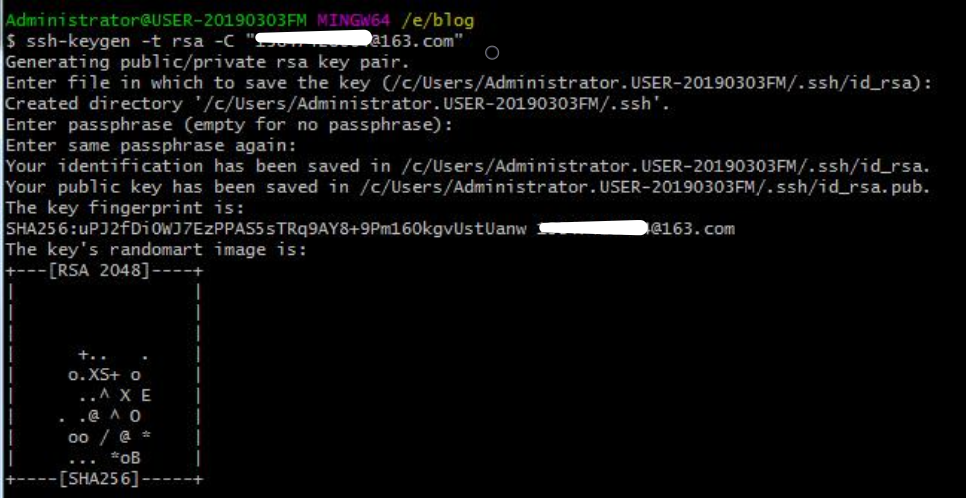 Administrator@USER-20190303FM MINGW64 /e/blog
$ ssh-keygen -t rsa -C "@163.com"
Generating public/private rsa key pair.
Enter file in which to save the key (/c/Users/Administrator.USER-20190303FM/.ssh/id_rsa):
Created directory '/c/Users/Administrator.USER-20190303FM/.ssh'.
Enter passphrase (empty for no passphrase):
Enter same passphrase again:
Your identification has been saved in /c/Users/Administrator.USER-20190303FM/.ssh/id_rsa.
Your public key has been saved in /c/Users/Administrator.USER-20190303FM/.ssh/id_rsa.pub.
The key fingerprint is:
SHA256:uPJ2fDiOWJ7EzPPAS5sTRq9AY8+9Pm16OkgvUstUanw @163.com
The key's randomart image is:
+---[RSA 2048]----+
|                 |
|                 |
|                 |
|      +..   .    |
|     o.XS+ o     |
|      ..^ X E    |
|    . .@ ^ O     |
|     oo / @ *    |
|     ... *oB     |
+----[SHA256]-----+